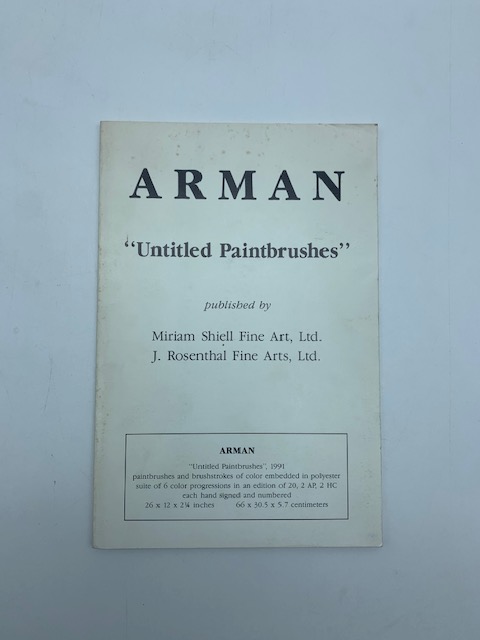 ARMAN
"Untitled Paintbrushes"
published by
Miriam Shiell Fine Art, Ltd.
J. Rosenthal Fine Arts, Ltd.
ARMAN
"Untitled Paintbrushes", 1991
paintbrushes and brushstrokes of color embedded in polyester
suite of 6 color progressions in an edition of 20, 2 AP, 2 HC
each hand signed and numbered
26 x 12 x 2¼ inches 66 x 30.5 x 5.7 centimeters